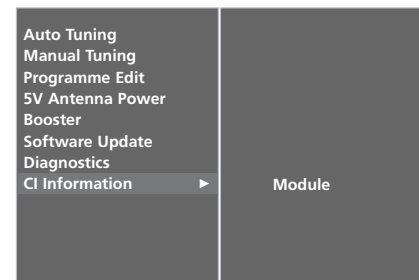 Auto Tuning
Manual Tuning
Programme Edit
5V Antenna Power
Booster
Software Update
Diagnostics
CI Information ►
Module